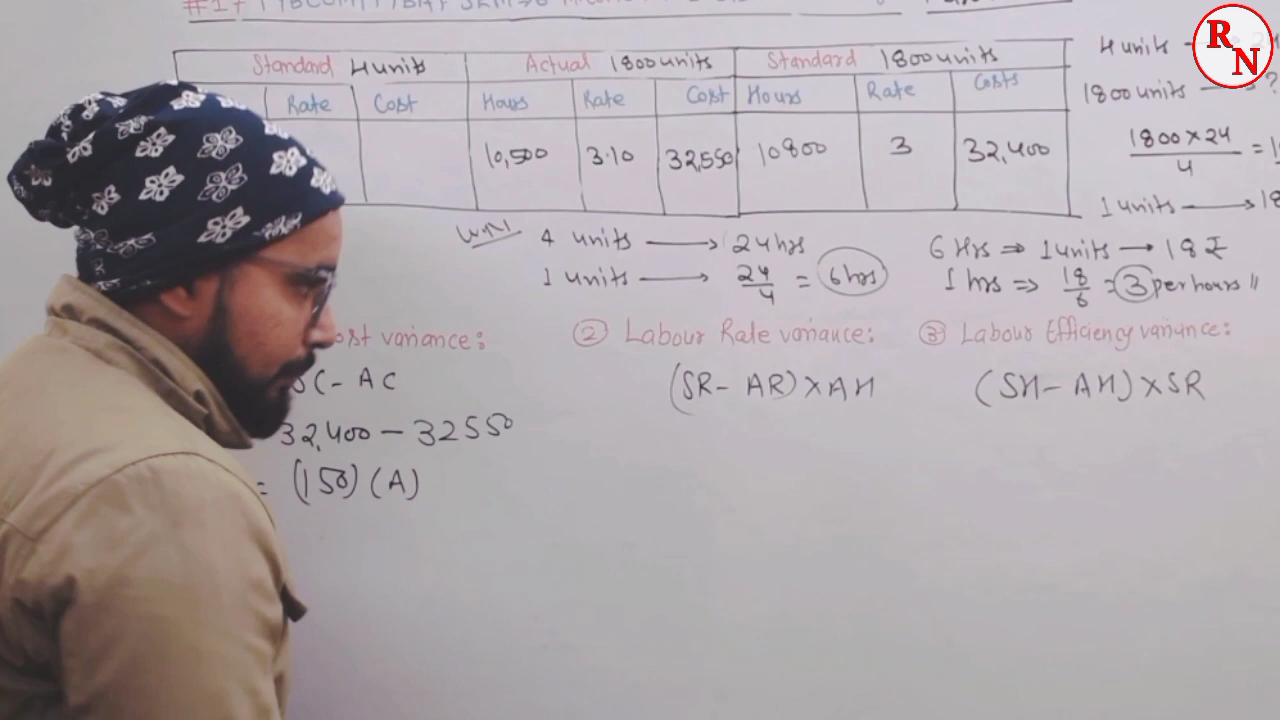 Standard 4 units Actual 1800 units Standard 1800 units
Rate Cost Hours Rate Cost Hours Rate Costs
10,500 3.10 32,550 10800 3 32,400
4 units
1800 units ?
1800 × 24 / 4 =
1 units → 18
W.N1
4 units → 24 hrs
1 units → 24/4 = 6 hrs
6 Hrs ⇒ 1 units → 18 ₹
1 hrs ⇒ 18/6 = 3 per hours //
ost variance:
SC - AC
32,400 - 32550
= (150) (A)
② Labour Rate variance:
(SR - AR) × AH
③ Labour Efficiency variance:
(SH - AH) × SR
RN